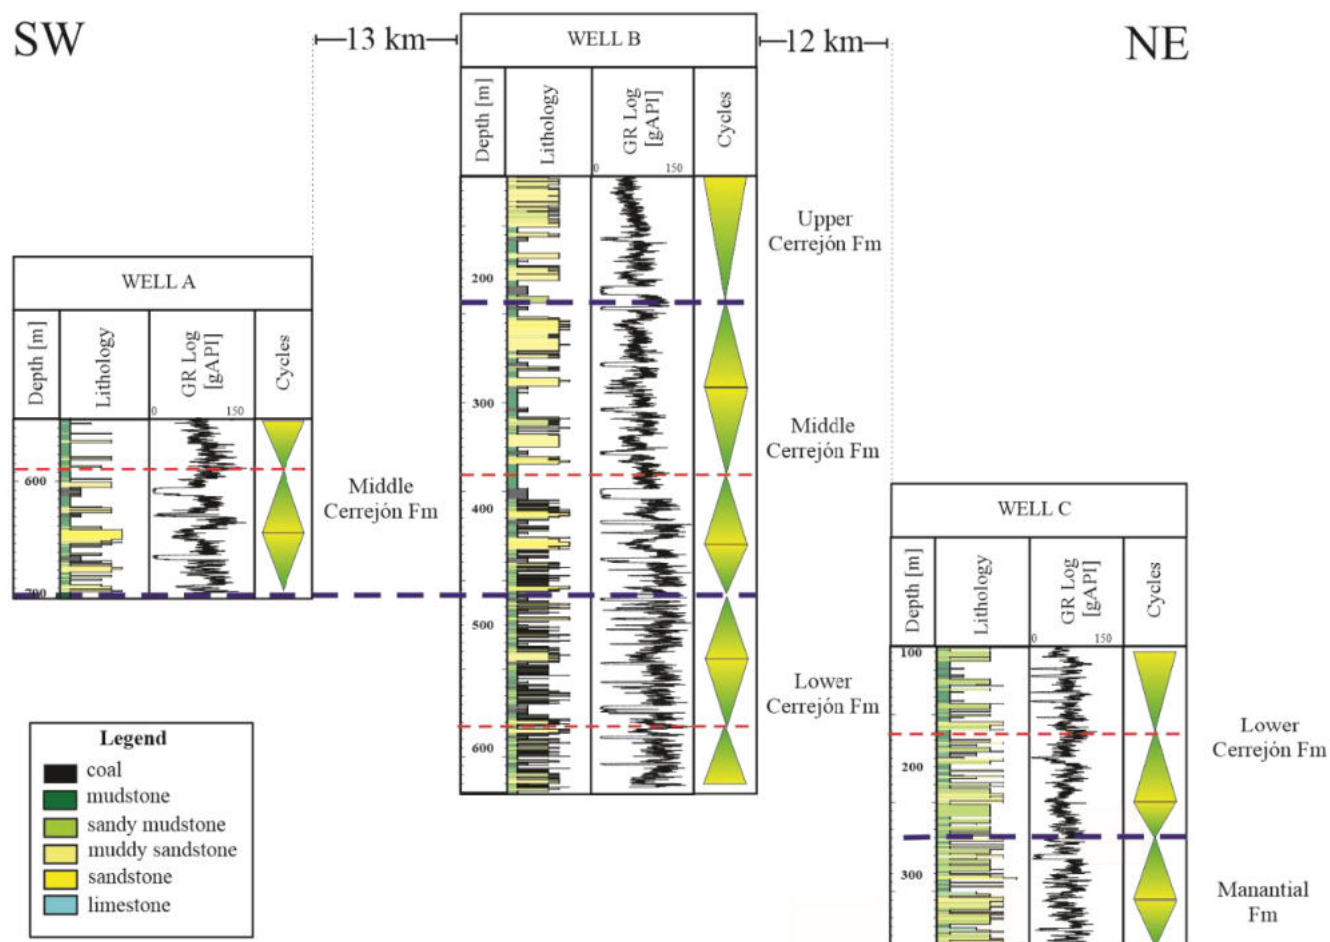 SW
13 km
12 km
NE
WELL B
Depth [m]
Lithology
GR Log
[gAPI]
Cycles
0
150
200
300
400
500
600
Upper
Cerrejón Fm
Middle
Cerrejón Fm
Lower
Cerrejón Fm
WELL A
Depth [m]
Lithology
GR Log
[gAPI]
Cycles
0
150
600
700
Middle
Cerrejón Fm
WELL C
Depth [m]
Lithology
GR Log
[gAPI]
Cycles
0
150
100
200
300
Lower
Cerrejón Fm
Manantial
Fm
Legend
coal
mudstone
sandy mudstone
muddy sandstone
sandstone
limestone